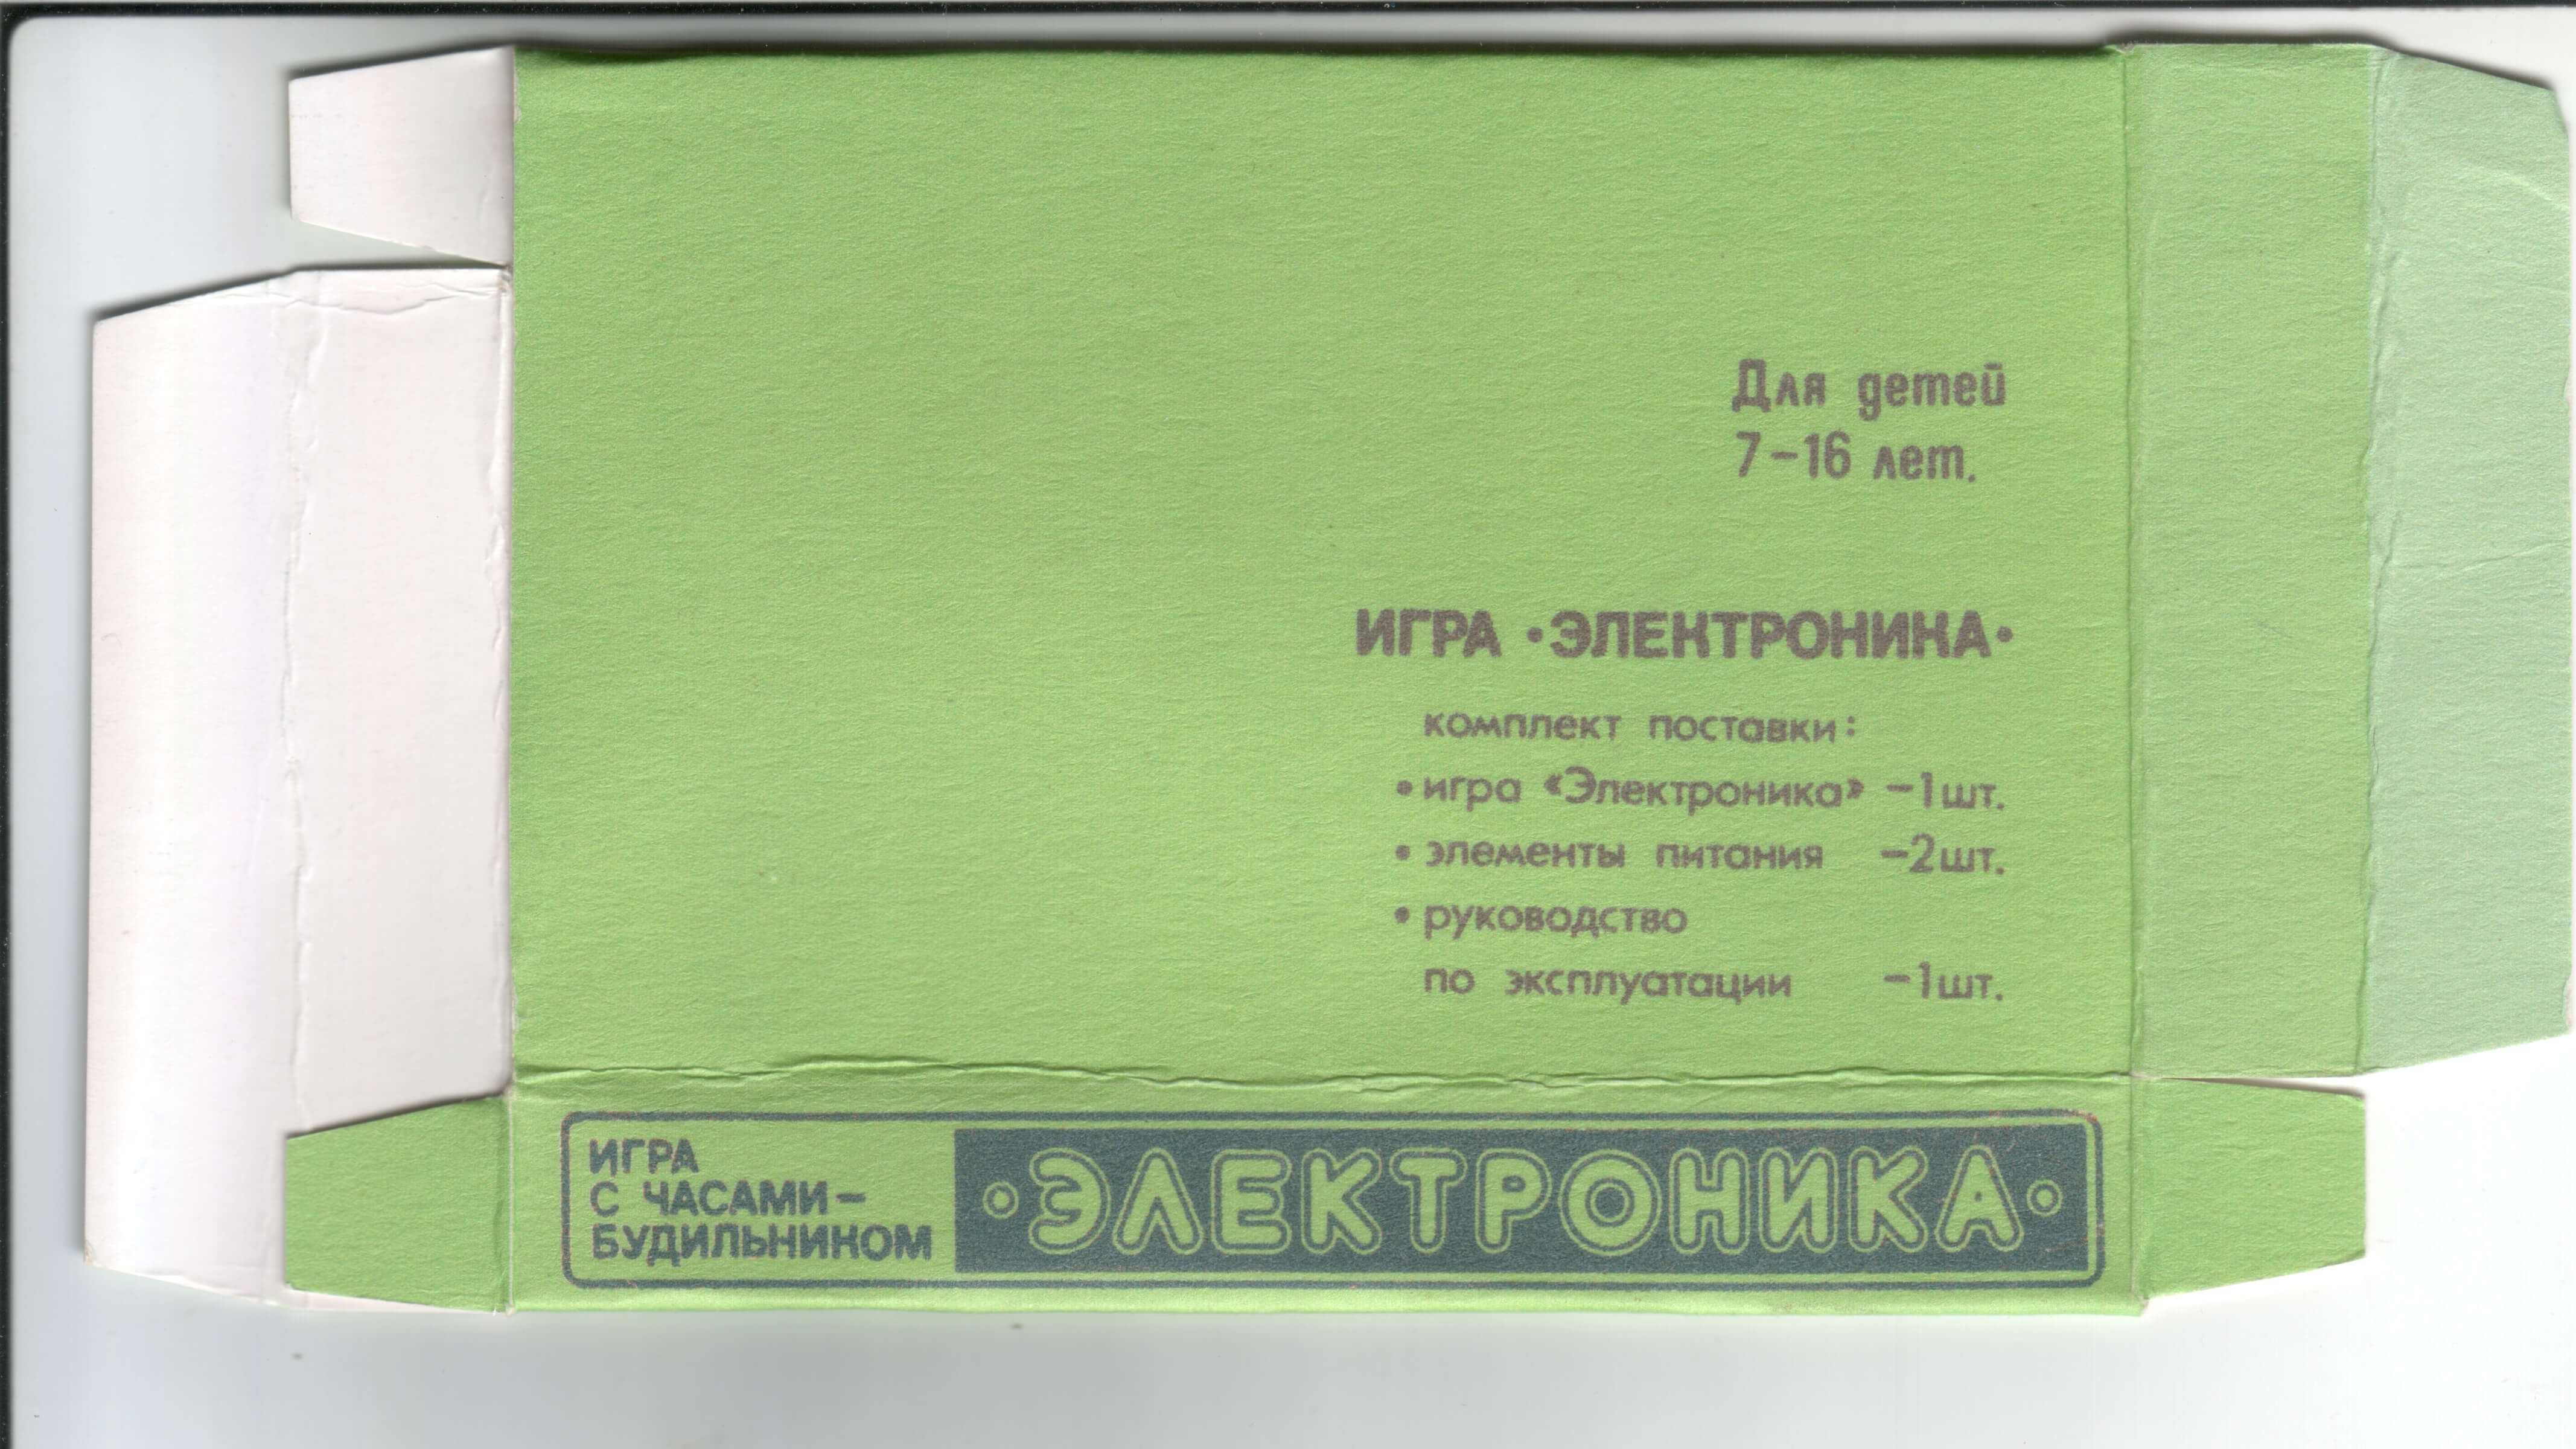 Для детей
7-16 лет.
ИГРА •ЭЛЕКТРОНИКА•
комплект поставки:
• игра «Электроника» -1шт.
• элементы питания -2шт.
• руководство
по эксплуатации -1шт.
ИГРА
С ЧАСАМИ-
БУДИЛЬНИКОМ
•ЭЛЕКТРОНИКА•